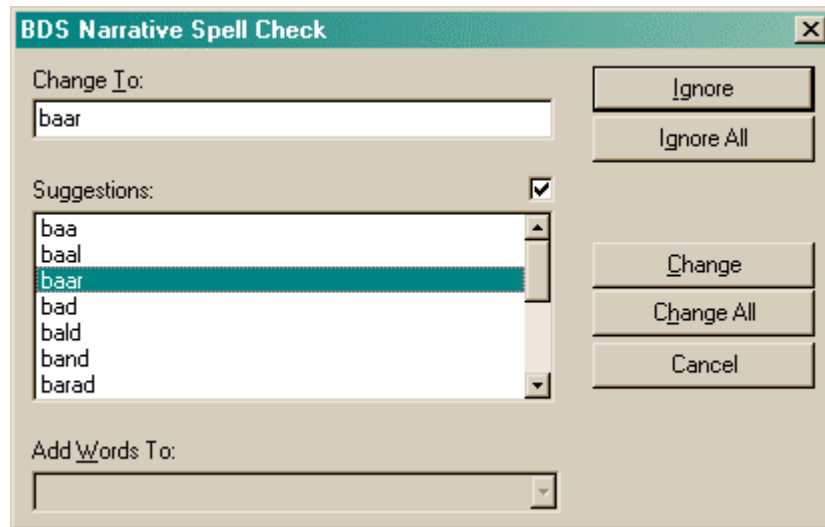 BDS Narrative Spell Check
Change To:
baar
Suggestions:
baa
baal
baar
bad
bald
band
barad
Add Words To:
Ignore
Ignore All
Change
Change All
Cancel